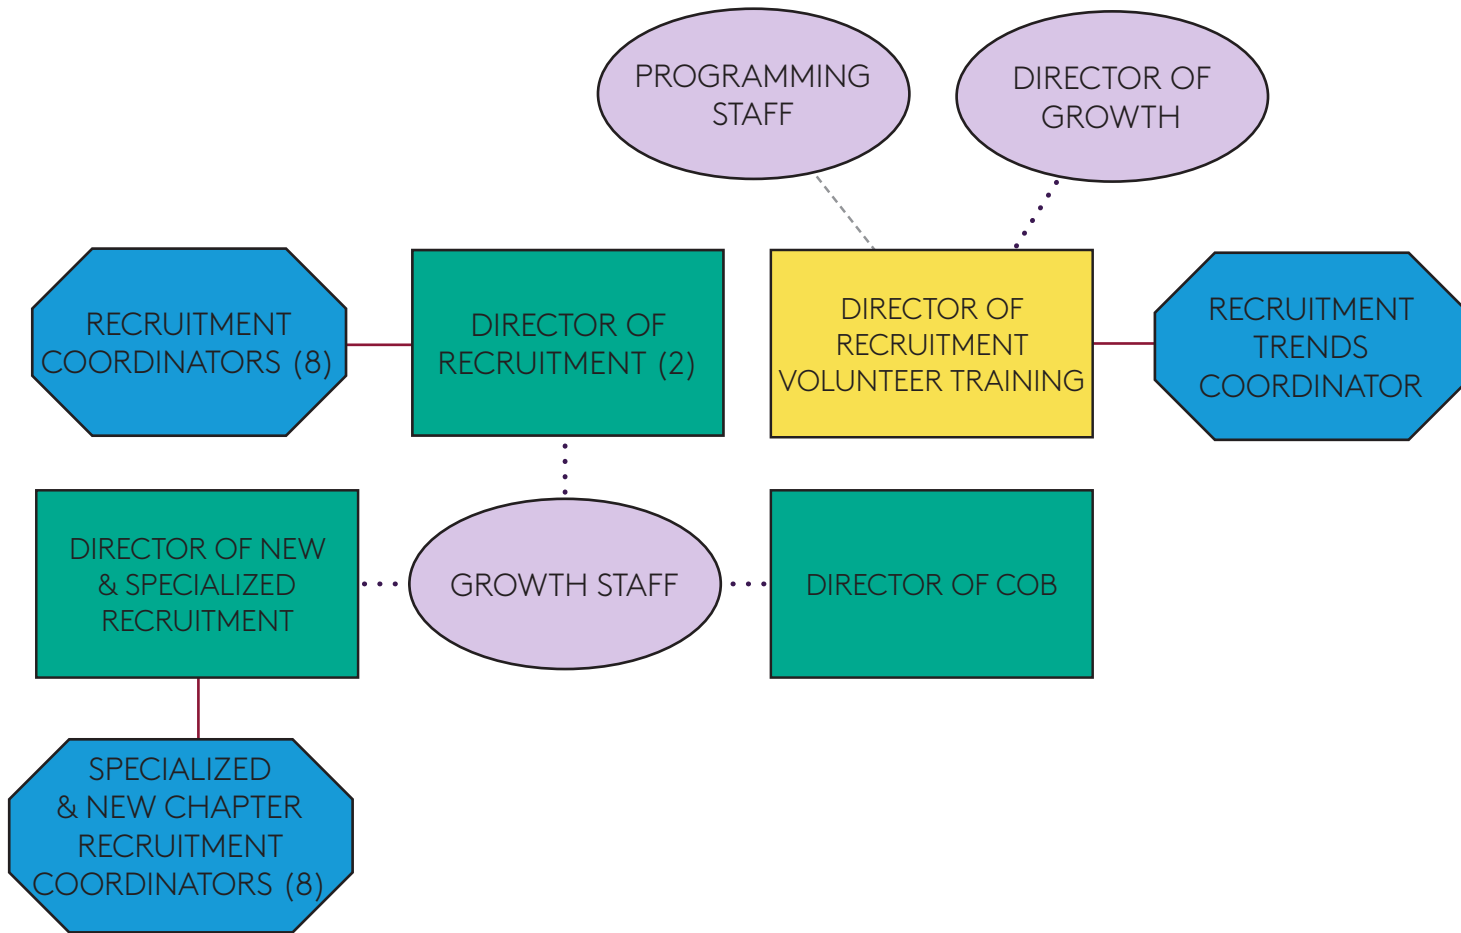 PROGRAMMING
STAFF
DIRECTOR OF
GROWTH
RECRUITMENT
COORDINATORS (8)
DIRECTOR OF
RECRUITMENT (2)
DIRECTOR OF
RECRUITMENT
VOLUNTEER TRAINING
RECRUITMENT
TRENDS
COORDINATOR
DIRECTOR OF NEW
& SPECIALIZED
RECRUITMENT
GROWTH STAFF
DIRECTOR OF COB
SPECIALIZED
& NEW CHAPTER
RECRUITMENT
COORDINATORS (8)